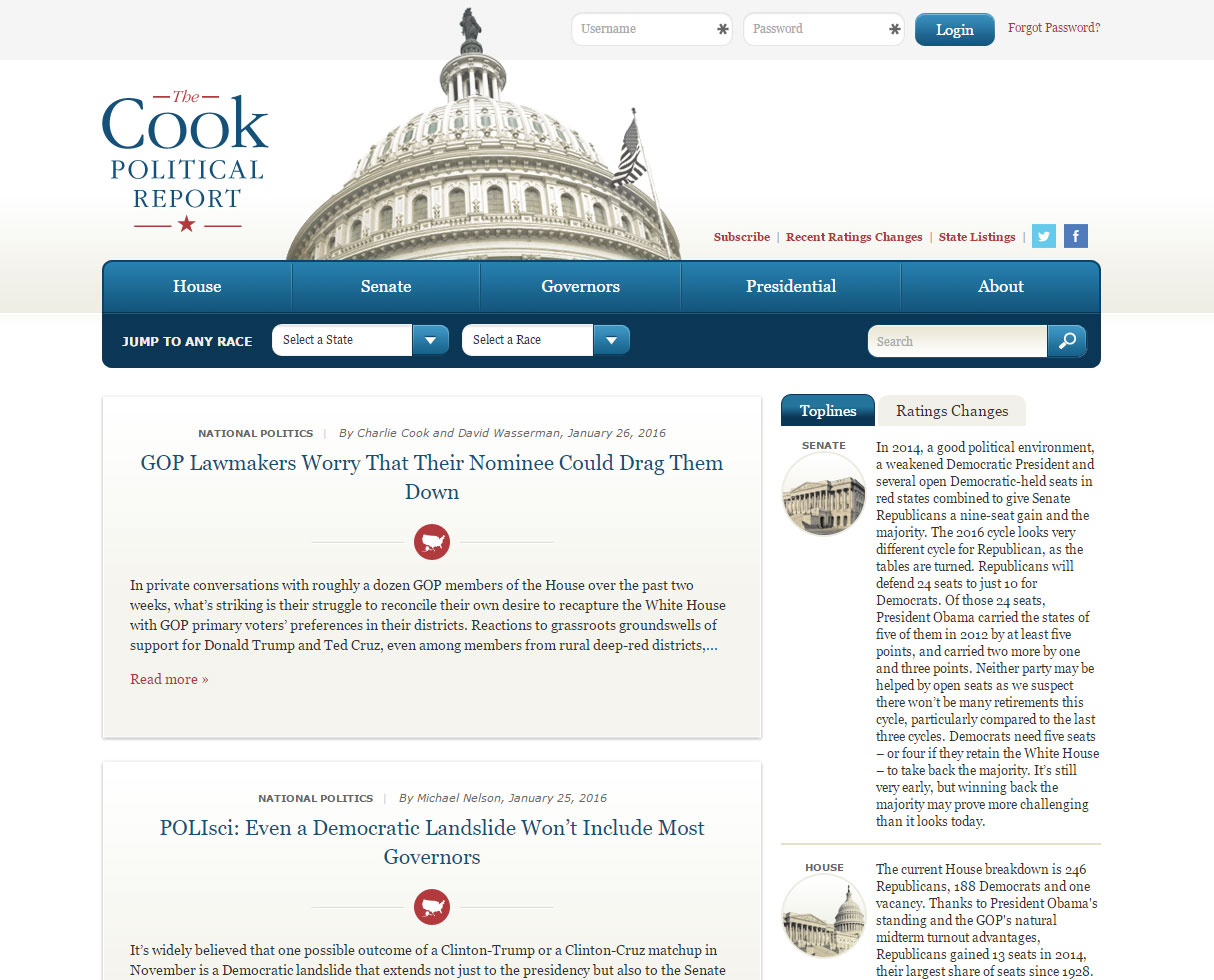 Username *
Password *
Login
Forgot Password?
The
Cook
POLITICAL
REPORT
Subscribe | Recent Ratings Changes | State Listings |
House
Senate
Governors
Presidential
About
JUMP TO ANY RACE
Select a State
Select a Race
Search
NATIONAL POLITICS | By Charlie Cook and David Wasserman, January 26, 2016
GOP Lawmakers Worry That Their Nominee Could Drag Them
Down
In private conversations with roughly a dozen GOP members of the House over the past two
weeks, what’s striking is their struggle to reconcile their own desire to recapture the White House
with GOP primary voters’ preferences in their districts. Reactions to grassroots groundswells of
support for Donald Trump and Ted Cruz, even among members from rural deep-red districts,...
Read more »
NATIONAL POLITICS | By Michael Nelson, January 25, 2016
POLIsci: Even a Democratic Landslide Won’t Include Most
Governors
It’s widely believed that one possible outcome of a Clinton-Trump or a Clinton-Cruz matchup in
November is a Democratic landslide that extends not just to the presidency but also to the Senate
Toplines
Ratings Changes
SENATE
In 2014, a good political environment,
a weakened Democratic President and
several open Democratic-held seats in
red states combined to give Senate
Republicans a nine-seat gain and the
majority. The 2016 cycle looks very
different cycle for Republican, as the
tables are turned. Republicans will
defend 24 seats to just 10 for
Democrats. Of those 24 seats,
President Obama carried the states of
five of them in 2012 by at least five
points, and carried two more by one
and three points. Neither party may be
helped by open seats as we suspect
there won’t be many retirements this
cycle, particularly compared to the last
three cycles. Democrats need five seats
– or four if they retain the White House
– to take back the majority. It’s still
very early, but winning back the
majority may prove more challenging
than it looks today.
HOUSE
The current House breakdown is 246
Republicans, 188 Democrats and one
vacancy. Thanks to President Obama's
standing and the GOP's natural
midterm turnout advantages,
Republicans gained 13 seats in 2014,
their largest share of seats since 1928.